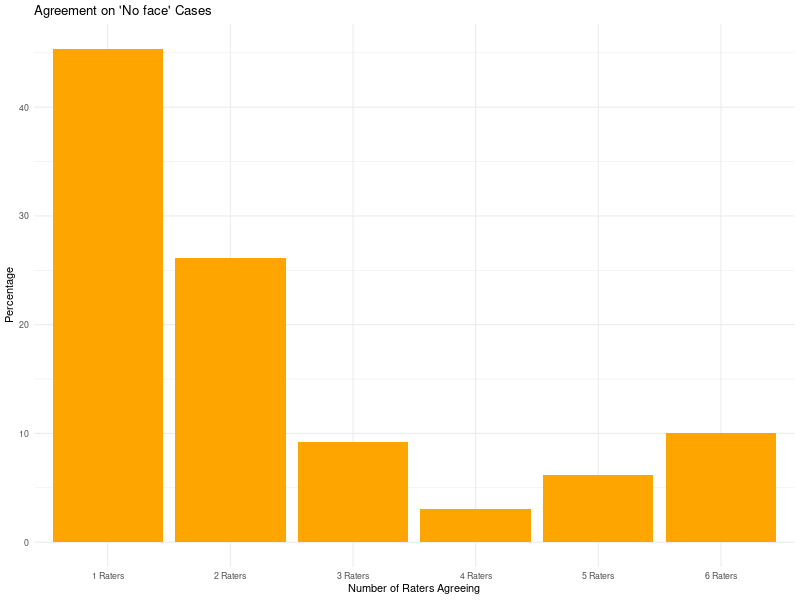 Agreement on 'No face' Cases
Percentage
40
30
20
10
0
1 Raters
2 Raters
3 Raters
4 Raters
5 Raters
6 Raters
Number of Raters Agreeing